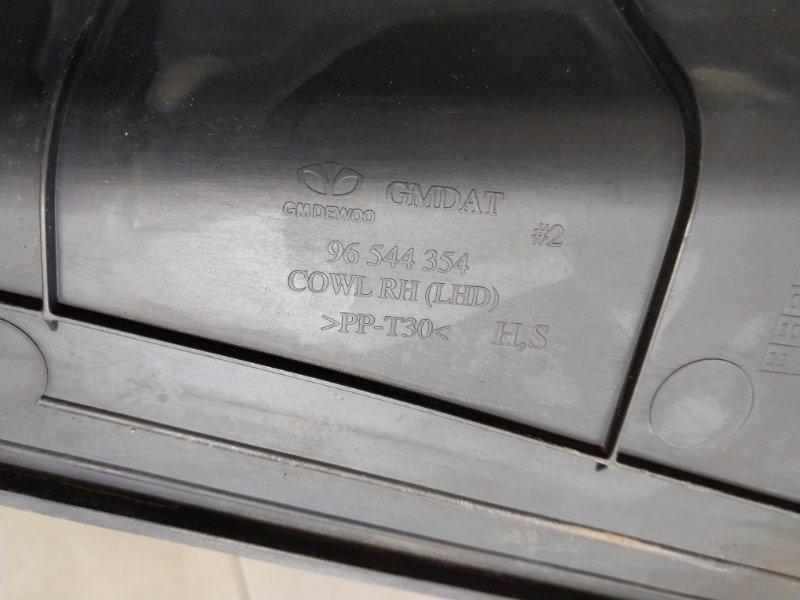 GMDAT
GMDEWOO
#2
96 544 354
COWL RH (LHD)
>PP-T30< H,S